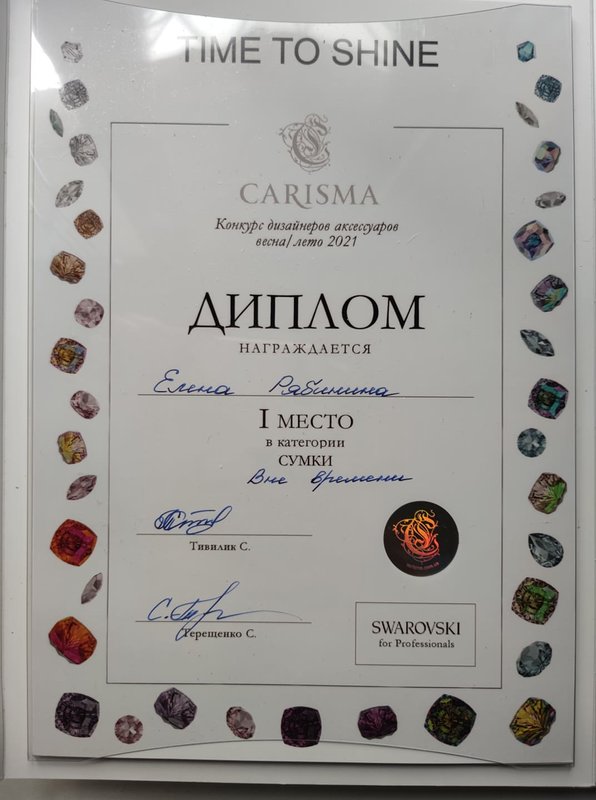 TIME TO SHINE
CARISMA
Конкурс дизайнеров аксессуаров
весна/лето 2021
ДИПЛОМ
НАГРАЖДАЕТСЯ
Елена Рябинина
I МЕСТО
в категории
СУМКИ
Вне времени
Тивилик С.
Терещенко С.
SWAROVSKI
for Professionals